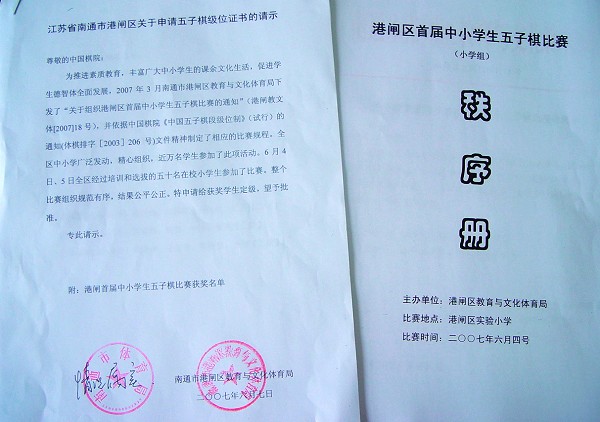 江苏省南通市港闸区关于申请五子棋级位证书的请示
尊敬的中国棋院：
为推进素质教育，丰富广大中小学生的课余文化生活，促进学
生德智体全面发展，2007 年 3 月南通市港闸区教育与文化体育局下
发了“关于组织港闸区首届中小学生五子棋比赛的通知”（港闸教文
体[2007]18 号），并依据中国棋院《中国五子棋段级位制》（试行）的
通知(体棋排字［2003］206 号)文件精神制定了相应的比赛规程，全
区中小学广泛发动、精心组织，近万名学生参加了此项活动。6 月 4
日、5 日全区经过培训和选拔的五十名在校小学生参加了比赛。整个
比赛组织规范有序，结果公平公正。特申请给获奖学生定级，望予批
准。
专此请示。
附：港闸首届中小学生五子棋比赛获奖名单
南通市体育局
南通市港闸区教育与文化体育局
二〇〇七年六月七日
港闸区首届中小学生五子棋比赛
（小学组）
秩
序
册
主办单位：港闸区教育与文化体育局
比赛地点：港闸区实验小学
比赛时间：二〇〇七年六月四号